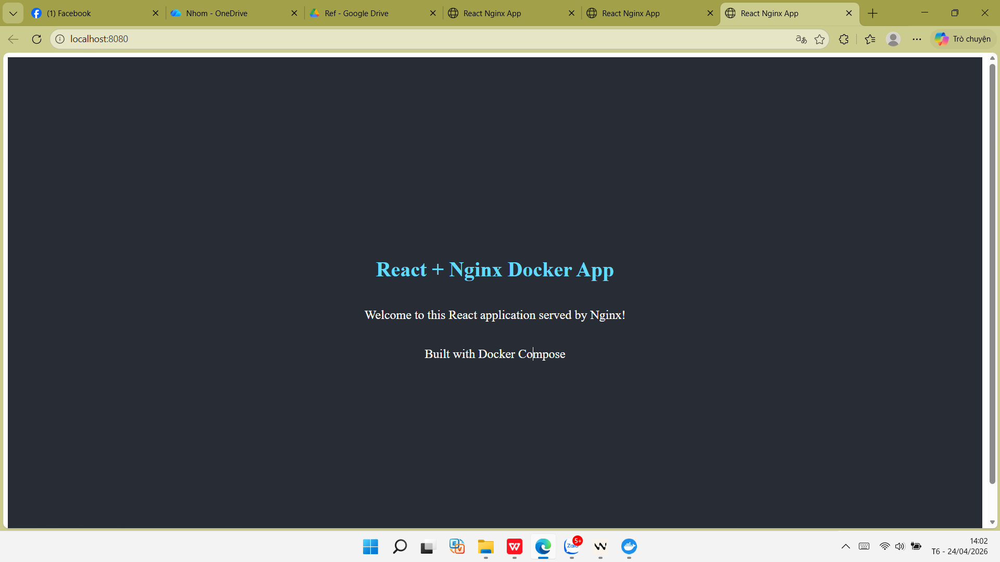 (1) Facebook
Nhom - OneDrive
Ref - Google Drive
React Nginx App
React Nginx App
React Nginx App
localhost:8080
Trò chuyện
React + Nginx Docker App
Welcome to this React application served by Nginx!
Built with Docker Compose
Zalo
5+
14:02
T6 - 24/04/2026